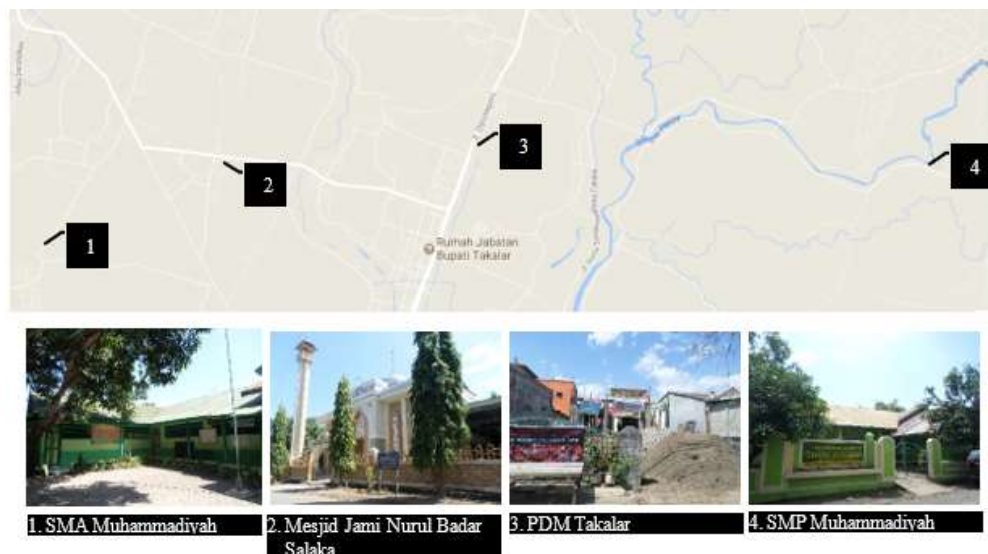 1
2
3
4
Rumah Jabatan
Bupati Takalar
1. SMA Muhammadiyah
2. Mesjid Jami Nurul Badar
Salaka
3. PDM Takalar
4. SMP Muhammadiyah